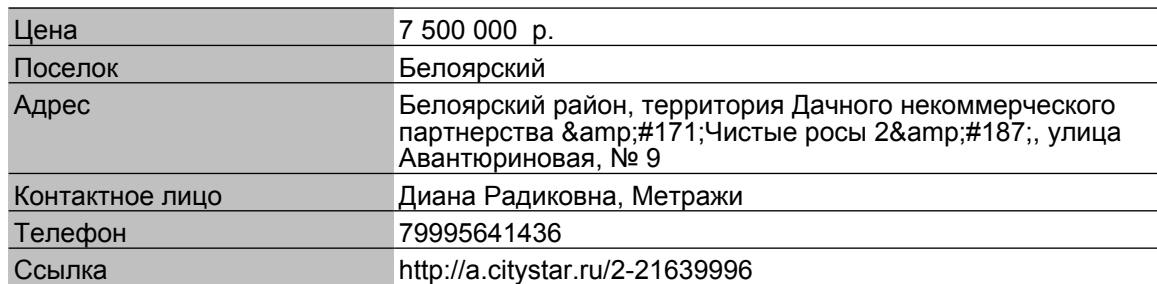 Цена 7 500 000 р.
Поселок Белоярский
Адрес Белоярский район, территория Дачного некоммерческого
партнерства &amp;#171;Чистые росы 2&amp;#187;, улица
Авантюриновая, № 9
Контактное лицо Диана Радиковна, Метражи
Телефон 79995641436
Ссылка http://a.citystar.ru/2-21639996